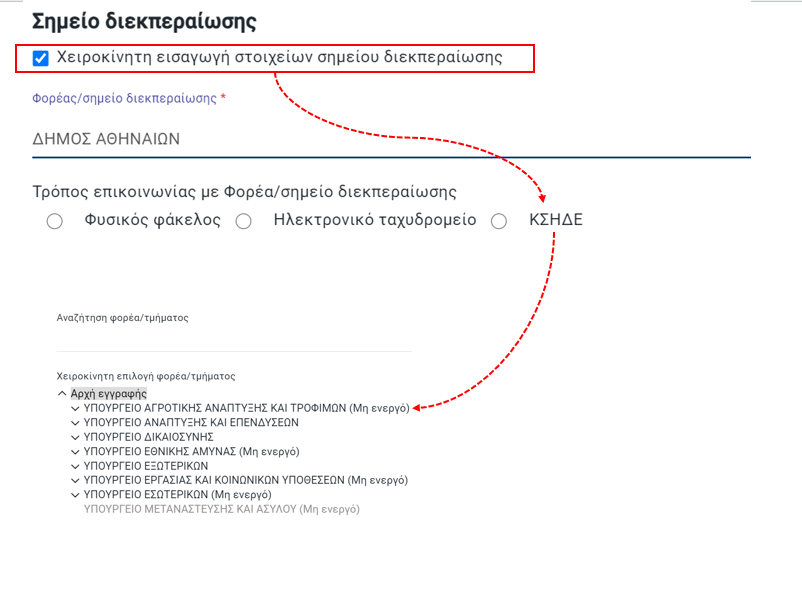 Σημείο διεκπεραίωσης
Χειροκίνητη εισαγωγή στοιχείων σημείου διεκπεραίωσης
Φορέας/σημείο διεκπεραίωσης *
ΔΗΜΟΣ ΑΘΗΝΑΙΩΝ
Τρόπος επικοινωνίας με Φορέα/σημείο διεκπεραίωσης
Φυσικός φάκελος Ηλεκτρονικό ταχυδρομείο ΚΣΗΔΕ
Αναζήτηση φορέα/τμήματος
Χειροκίνητη επιλογή φορέα/τμήματος
Αρχή εγγραφής
ΥΠΟΥΡΓΕΙΟ ΑΓΡΟΤΙΚΗΣ ΑΝΑΠΤΥΞΗΣ ΚΑΙ ΤΡΟΦΙΜΩΝ (Μη ενεργό)
ΥΠΟΥΡΓΕΙΟ ΑΝΑΠΤΥΞΗΣ ΚΑΙ ΕΠΕΝΔΥΣΕΩΝ
ΥΠΟΥΡΓΕΙΟ ΔΙΚΑΙΟΣΥΝΗΣ
ΥΠΟΥΡΓΕΙΟ ΕΘΝΙΚΗΣ ΑΜΥΝΑΣ (Μη ενεργό)
ΥΠΟΥΡΓΕΙΟ ΕΞΩΤΕΡΙΚΩΝ
ΥΠΟΥΡΓΕΙΟ ΕΡΓΑΣΙΑΣ ΚΑΙ ΚΟΙΝΩΝΙΚΩΝ ΥΠΟΘΕΣΕΩΝ (Μη ενεργό)
ΥΠΟΥΡΓΕΙΟ ΕΣΩΤΕΡΙΚΩΝ (Μη ενεργό)
ΥΠΟΥΡΓΕΙΟ ΜΕΤΑΝΑΣΤΕΥΣΗΣ ΚΑΙ ΑΣΥΛΟΥ (Μη ενεργό)